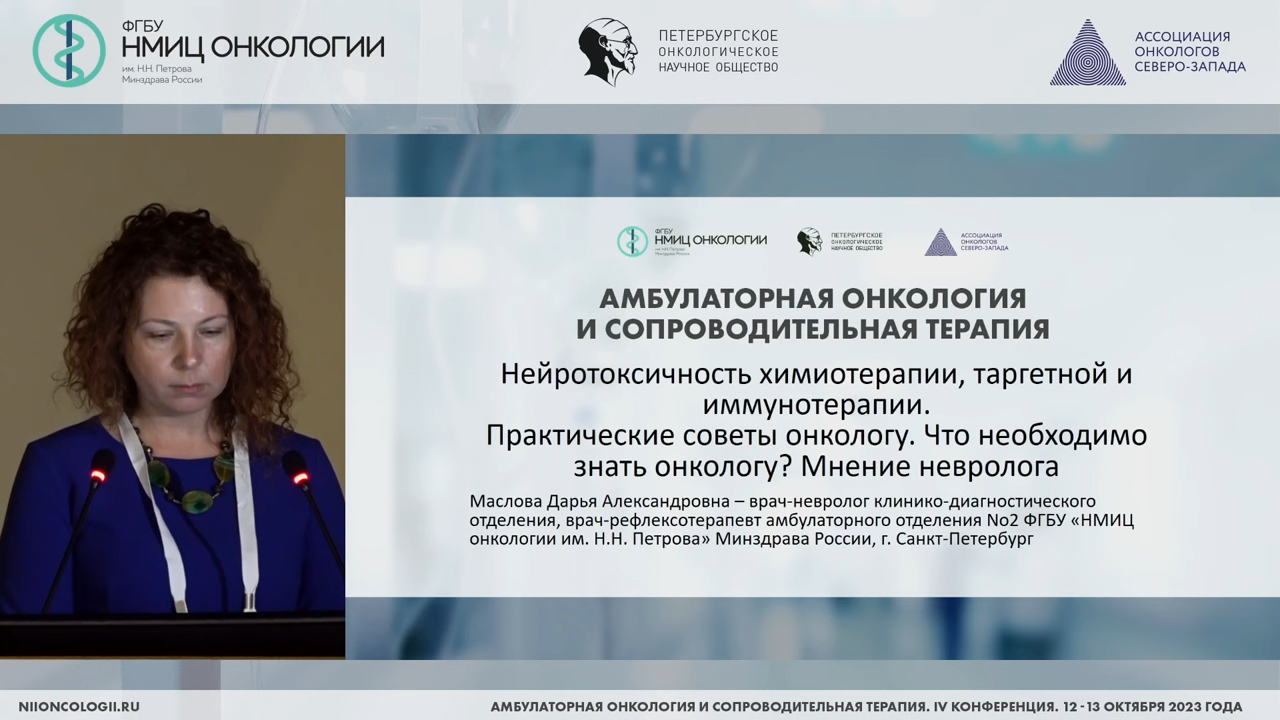 ФГБУ
НМИЦ ОНКОЛОГИИ
им. Н.Н. Петрова
Минздрава России
ПЕТЕРБУРГСКОЕ
ОНКОЛОГИЧЕСКОЕ
НАУЧНОЕ ОБЩЕСТВО
АССОЦИАЦИЯ
ОНКОЛОГОВ
СЕВЕРО-ЗАПАДА
ФГБУ
НМИЦ ОНКОЛОГИИ
им. Н.Н. Петрова
Минздрава России
ПЕТЕРБУРГСКОЕ
ОНКОЛОГИЧЕСКОЕ
НАУЧНОЕ ОБЩЕСТВО
АССОЦИАЦИЯ
ОНКОЛОГОВ
СЕВЕРО-ЗАПАДА
АМБУЛАТОРНАЯ ОНКОЛОГИЯ
И СОПРОВОДИТЕЛЬНАЯ ТЕРАПИЯ
Нейротоксичность химиотерапии, таргетной и
иммунотерапии.
Практические советы онкологу. Что необходимо
знать онкологу? Мнение невролога
Маслова Дарья Александровна – врач-невролог клинико-диагностического
отделения, врач-рефлексотерапевт амбулаторного отделения No2 ФГБУ «НМИЦ
онкологии им. Н.Н. Петрова» Минздрава России, г. Санкт-Петербург
NIIONCOLOGII.RU
АМБУЛАТОРНАЯ ОНКОЛОГИЯ И СОПРОВОДИТЕЛЬНАЯ ТЕРАПИЯ. IV КОНФЕРЕНЦИЯ. 12-13 ОКТЯБРЯ 2023 ГОДА